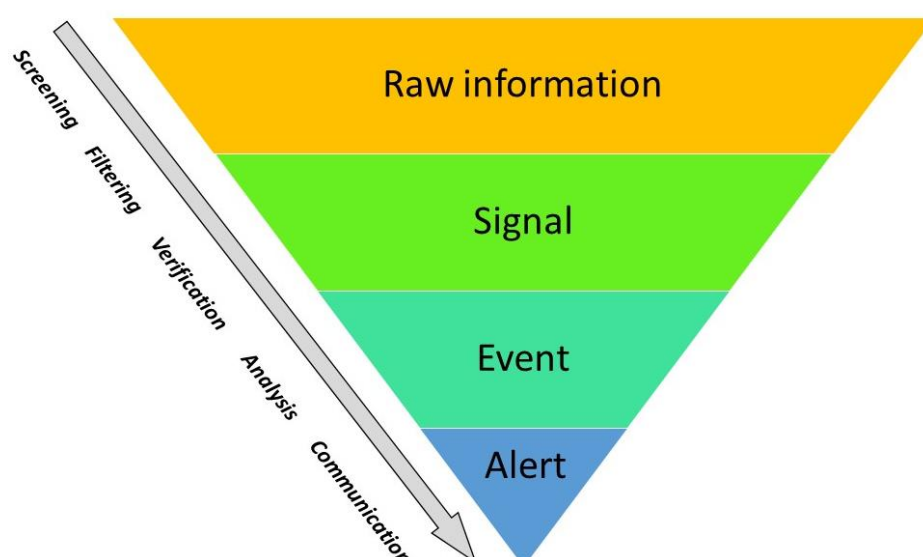 Raw information
Signal
Event
Alert
Screening
Filtering
Verification
Analysis
Communication